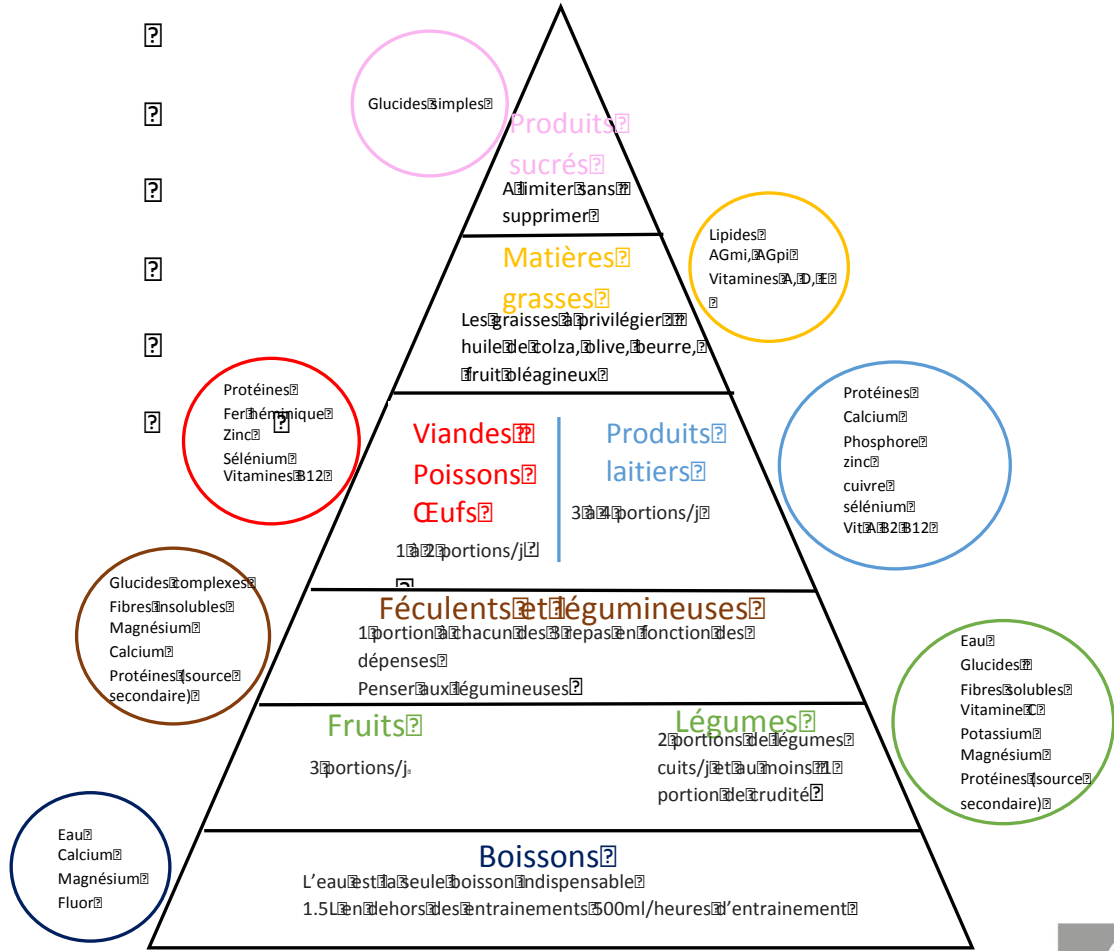 Glucides simples
Produits
sucrés
A limiter sans
supprimer
Matières
grasses
Les graisses à privilégier
huile de colza, olive, beurre,
fruit oléagineux
Lipides
AGmi, AGpi
Vitamines A, D, E
Protéines
Fer héminique
Zinc
Sélénium
Vitamines B12
Viandes
Poissons
Œufs
1 à 2 portions/j
Produits
laitiers
3 à 4 portions/j
Protéines
Calcium
Phosphore
zinc
cuivre
sélénium
Vit A B2 B12
Glucides complexes
Fibres insolubles
Magnésium
Calcium
Protéines (source
secondaire)
Féculents et légumineuses
1 portion à chacun des 3 repas en fonction des
dépenses
Penser aux légumineuses
Fruits
3 portions/j
Légumes
2 portions de légumes
cuits/j et au moins 1
portion de crudité
Eau
Glucides
Fibres solubles
Vitamine C
Potassium
Magnésium
Protéines (source
secondaire)
Eau
Calcium
Magnésium
Fluor
Boissons
L'eau est la seule boisson indispensable
1.5L en dehors des entrainements 500ml/heures d'entrainement